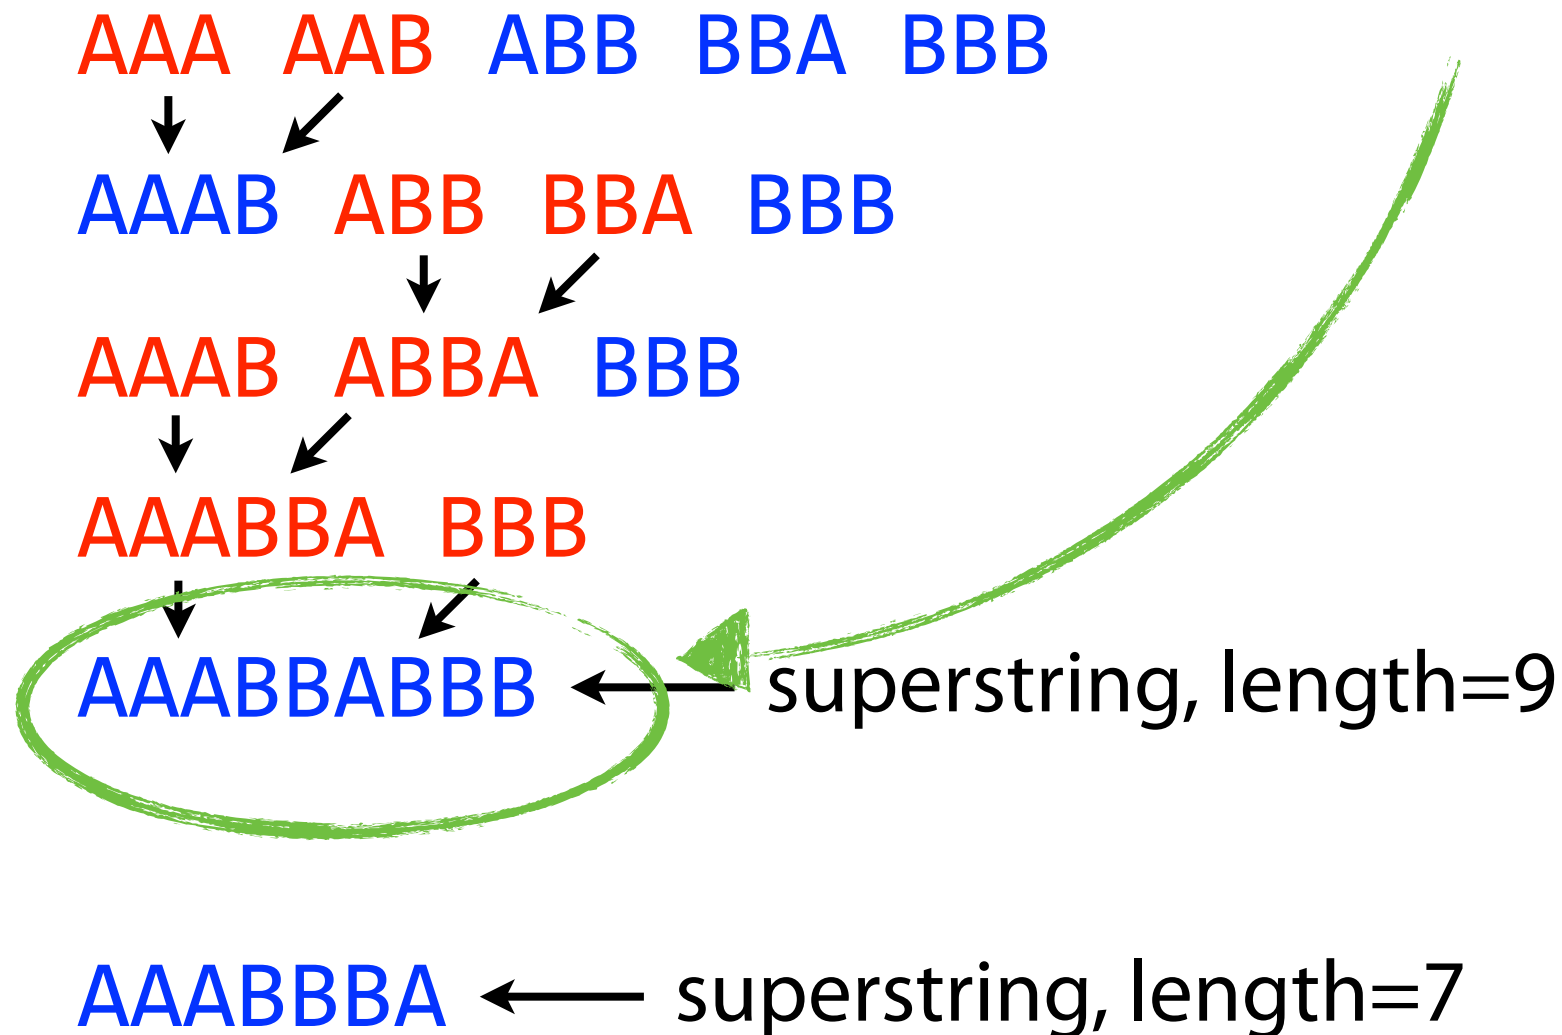 AAA AAB ABB BBA BBB
AAAB ABB BBA BBB
AAAB ABBA BBB
AAABBA BBB
AAABBABBB superstring, length=9
AAABBBA superstring, length=7